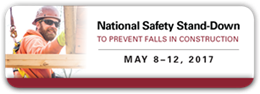 National Safety Stand-Down
TO PREVENT FALLS IN CONSTRUCTION
MAY 8–12, 2017